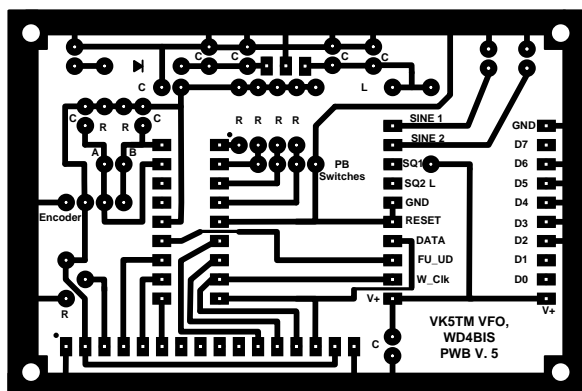 C C C
C C
C L
C R R C
R R R R
A B
PB
Switches
Encoder
R
SINE 1
SINE 2
SQ1
SQ2 L
GND
RESET
DATA
FU_UD
W_Clk
V+
GND
D7
D6
D5
D4
D3
D2
D1
D0
V+
C
VK5TM VFO,
WD4BIS
PWB V. 5